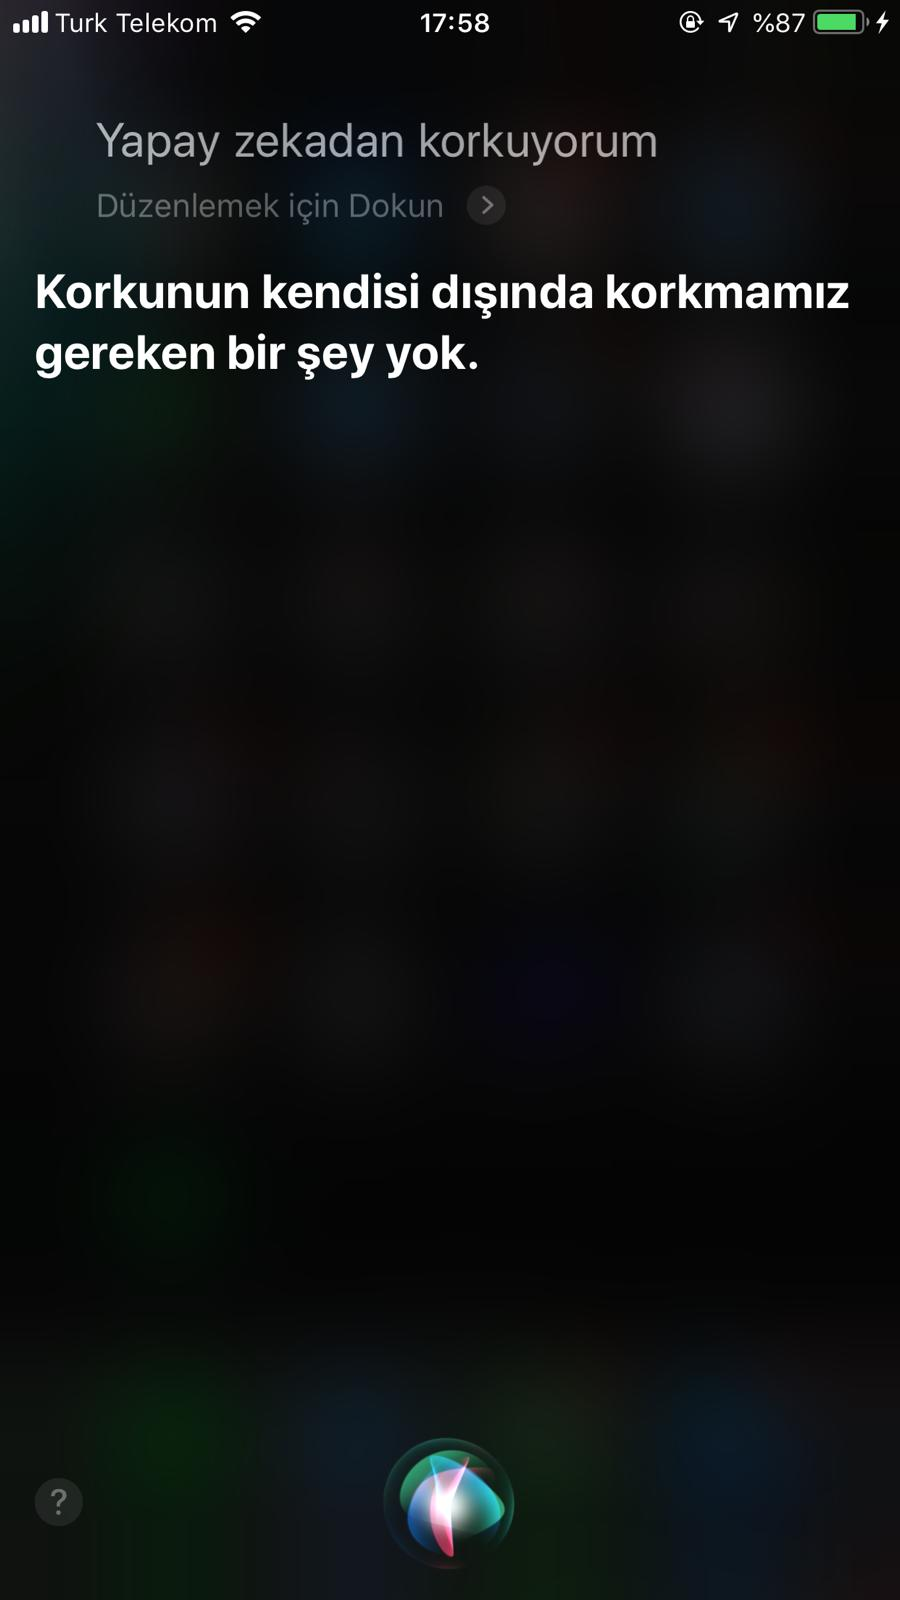 Turk Telekom 17:58 %87
Yapay zekadan korkuyorum
Düzenlemek için Dokun
Korkunun kendisi dışında korkmamız
gereken bir şey yok.
?